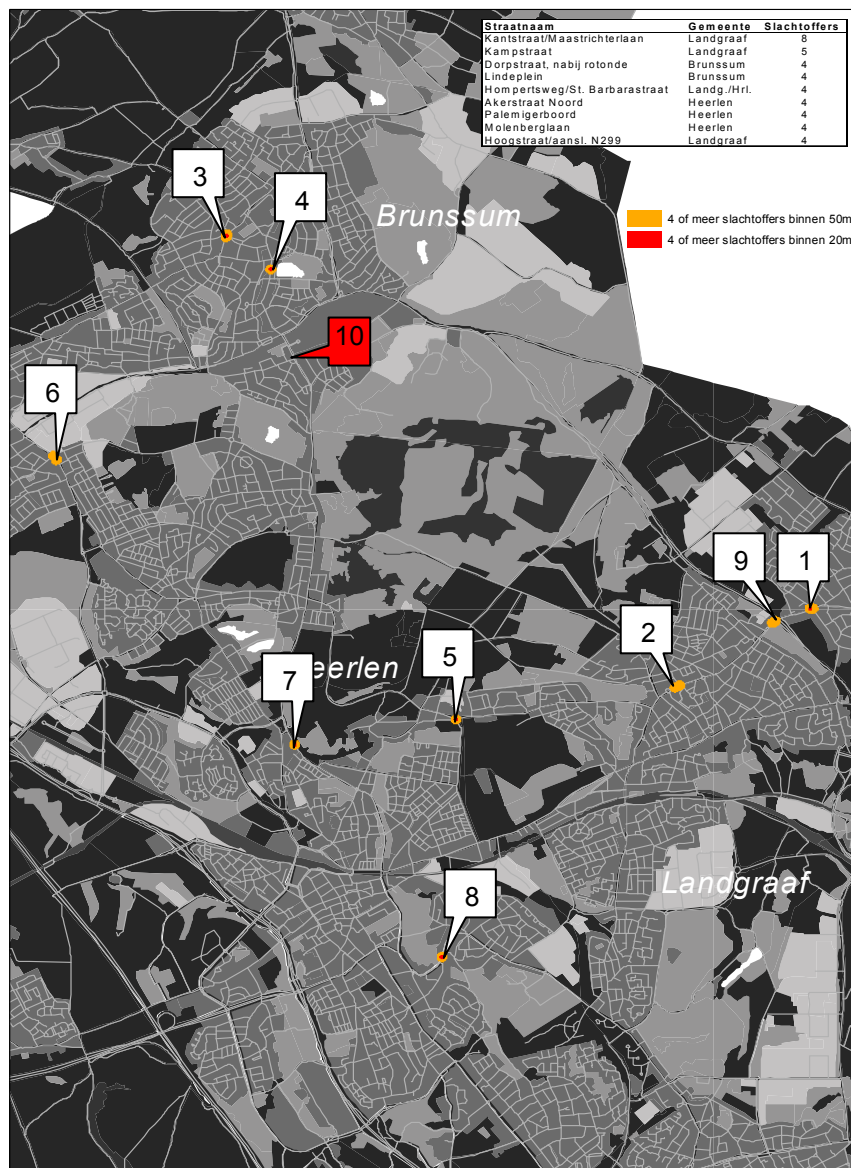 Straatnaam Gemeente Slachtoffers
Kantstraat/Maastrichterlaan Landgraaf 8
Kampstraat Landgraaf 5
Dorpstraat, nabij rotonde Brunssum 4
Lindeplein Brunssum 4
Hompertsweg/St. Barbarastraat Landg./Hrl. 4
Akerstraat Noord Heerlen 4
Palemigerboord Heerlen 4
Molenberglaan Heerlen 4
Hoogstraat/aansl. N299 Landgraaf 4
3
4
Brunssum
4 of meer slachtoffers binnen 50m
4 of meer slachtoffers binnen 20m
10
6
9
1
2
5
eerlen
7
Landgraaf
8